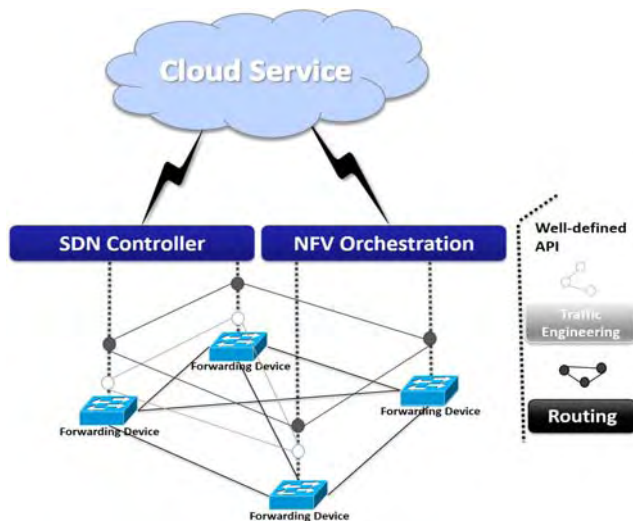 Cloud Service
SDN Controller
NFV Orchestration
Well-defined
API
Traffic
Engineering
Routing
Forwarding Device
Forwarding Device
Forwarding Device
Forwarding Device